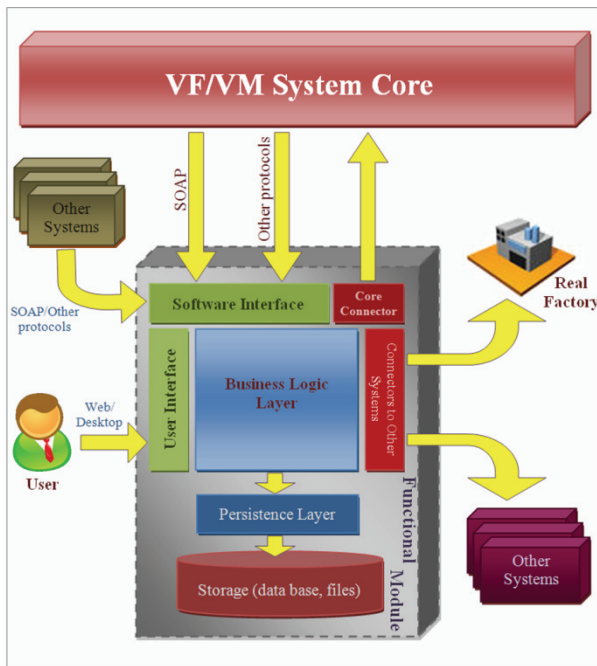 VF/VM System Core
SOAP
Other protocols
Other
Systems
SOAP/Other
protocols
Software Interface
Core
Connector
Real
Factory
User Interface
Business Logic
Layer
Connectors to Other
Systems
Web/
Desktop
User
Persistence Layer
Storage (data base, files)
Functional
Module
Other
Systems